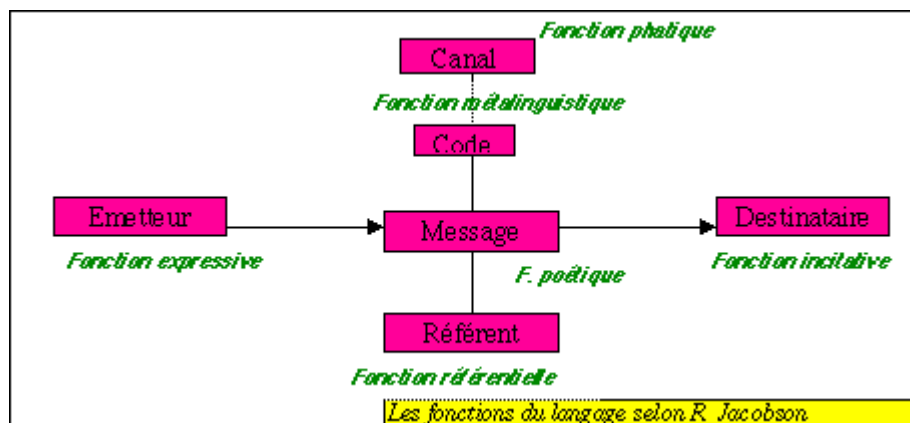 Fonction phatique
Canal
Fonction métalinguistique
Code
Emetteur
Message
Destinataire
Fonction expressive
F. poétique
Fonction incitative
Référent
Fonction référentielle
Les fonctions du langage selon R Jacobson